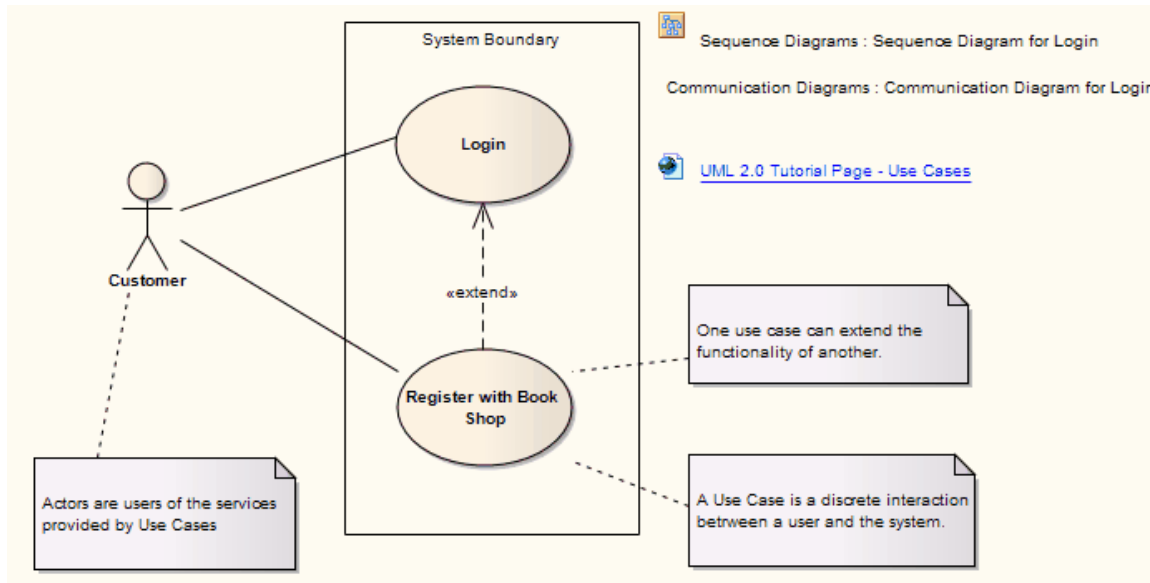 System Boundary
Sequence Diagrams : Sequence Diagram for Login
Communication Diagrams : Communication Diagram for Login
Login
UML 2.0 Tutorial Page - Use Cases
Customer
«extend»
One use case can extend the
functionality of another.
Register with Book
Shop
Actors are users of the services
provided by Use Cases
A Use Case is a discrete interaction
betrween a user and the system.